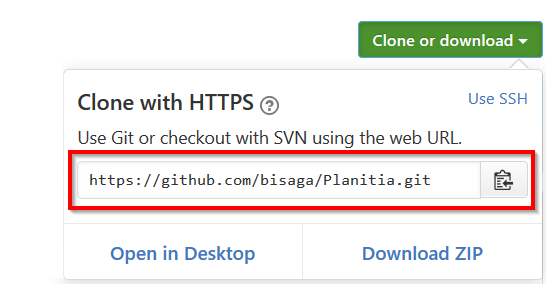 Clone or download
Clone with HTTPS ?
Use SSH
Use Git or checkout with SVN using the web URL.
https://github.com/bisaga/Planitia.git
Open in Desktop
Download ZIP